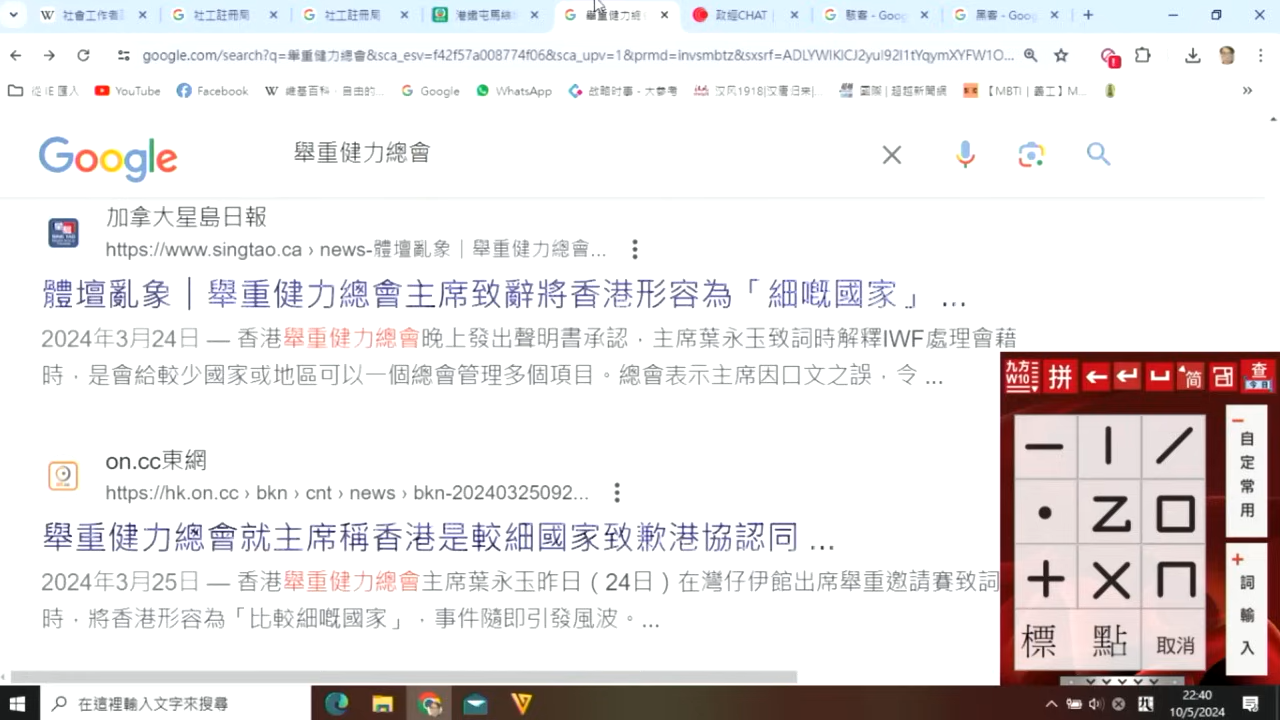 社會工作者
社工註冊局
社工註冊局
港鐵屯馬綫
舉重健力總
政經CHAT
駭客 - Goog
黑客 - Goog
google.com/search?q=舉重健力總會&sca_esv=f42f57a008774f06&sca_upv=1&prmd=invsmbtz&sxsrf=ADLYWIKlCJ2yuI92I1tYqymXYFW1O...
從 IE 匯入
YouTube
Facebook
維基百科，自由的...
Google
WhatsApp
战略时事 - 大参考
汉风1918|汉曹归来|...
國際 | 超越新聞網
【MBTI｜義工】M...
»
Google
舉重健力總會
加拿大星島日報
https://www.singtao.ca › news-體壇亂象｜舉重健力總會...
體壇亂象｜舉重健力總會主席致辭將香港形容為「細嘅國家」 ...
2024年3月24日 — 香港舉重健力總會晚上發出聲明書承認，主席葉永玉致詞時解釋IWF處理會藉
時，是會給較少國家或地區可以一個總會管理多個項目。總會表示主席因口文之誤，令 ...
on.cc東網
https://hk.on.cc › bkn › cnt › news › bkn-20240325092...
舉重健力總會就主席稱香港是較細國家致歉港協認同 ...
2024年3月25日 — 香港舉重健力總會主席葉永玉昨日（24日）在灣仔伊館出席舉重邀請賽致詞
時，將香港形容為「比較細嘅國家」，事件隨即引發風波。...
九方
W10
拼
简
查
今日
自定常用
詞輸入
標
點
取消
在這裡輸入文字來搜尋
22:40
10/5/2024